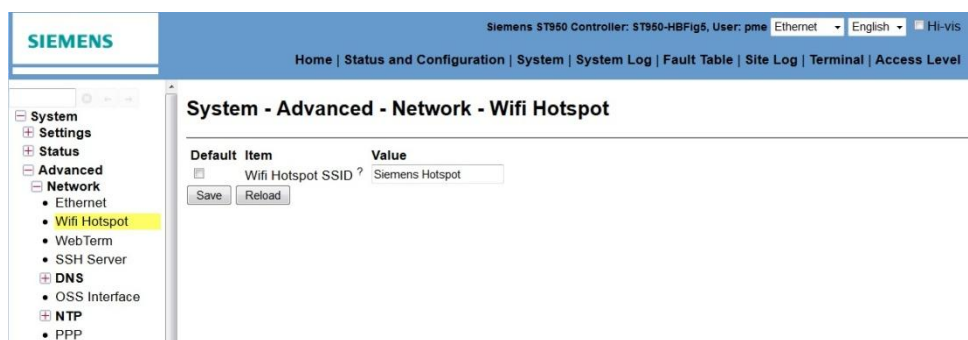 SIEMENS
Siemens ST950 Controller: ST950-HBFig5, User: pme Ethernet English Hi-vis
Home | Status and Configuration | System | System Log | Fault Table | Site Log | Terminal | Access Level
System
Settings
Status
Advanced
Network
Ethernet
Wifi Hotspot
WebTerm
SSH Server
DNS
OSS Interface
NTP
PPP
System - Advanced - Network - Wifi Hotspot
Default Item Value
Wifi Hotspot SSID ? Siemens Hotspot
Save Reload